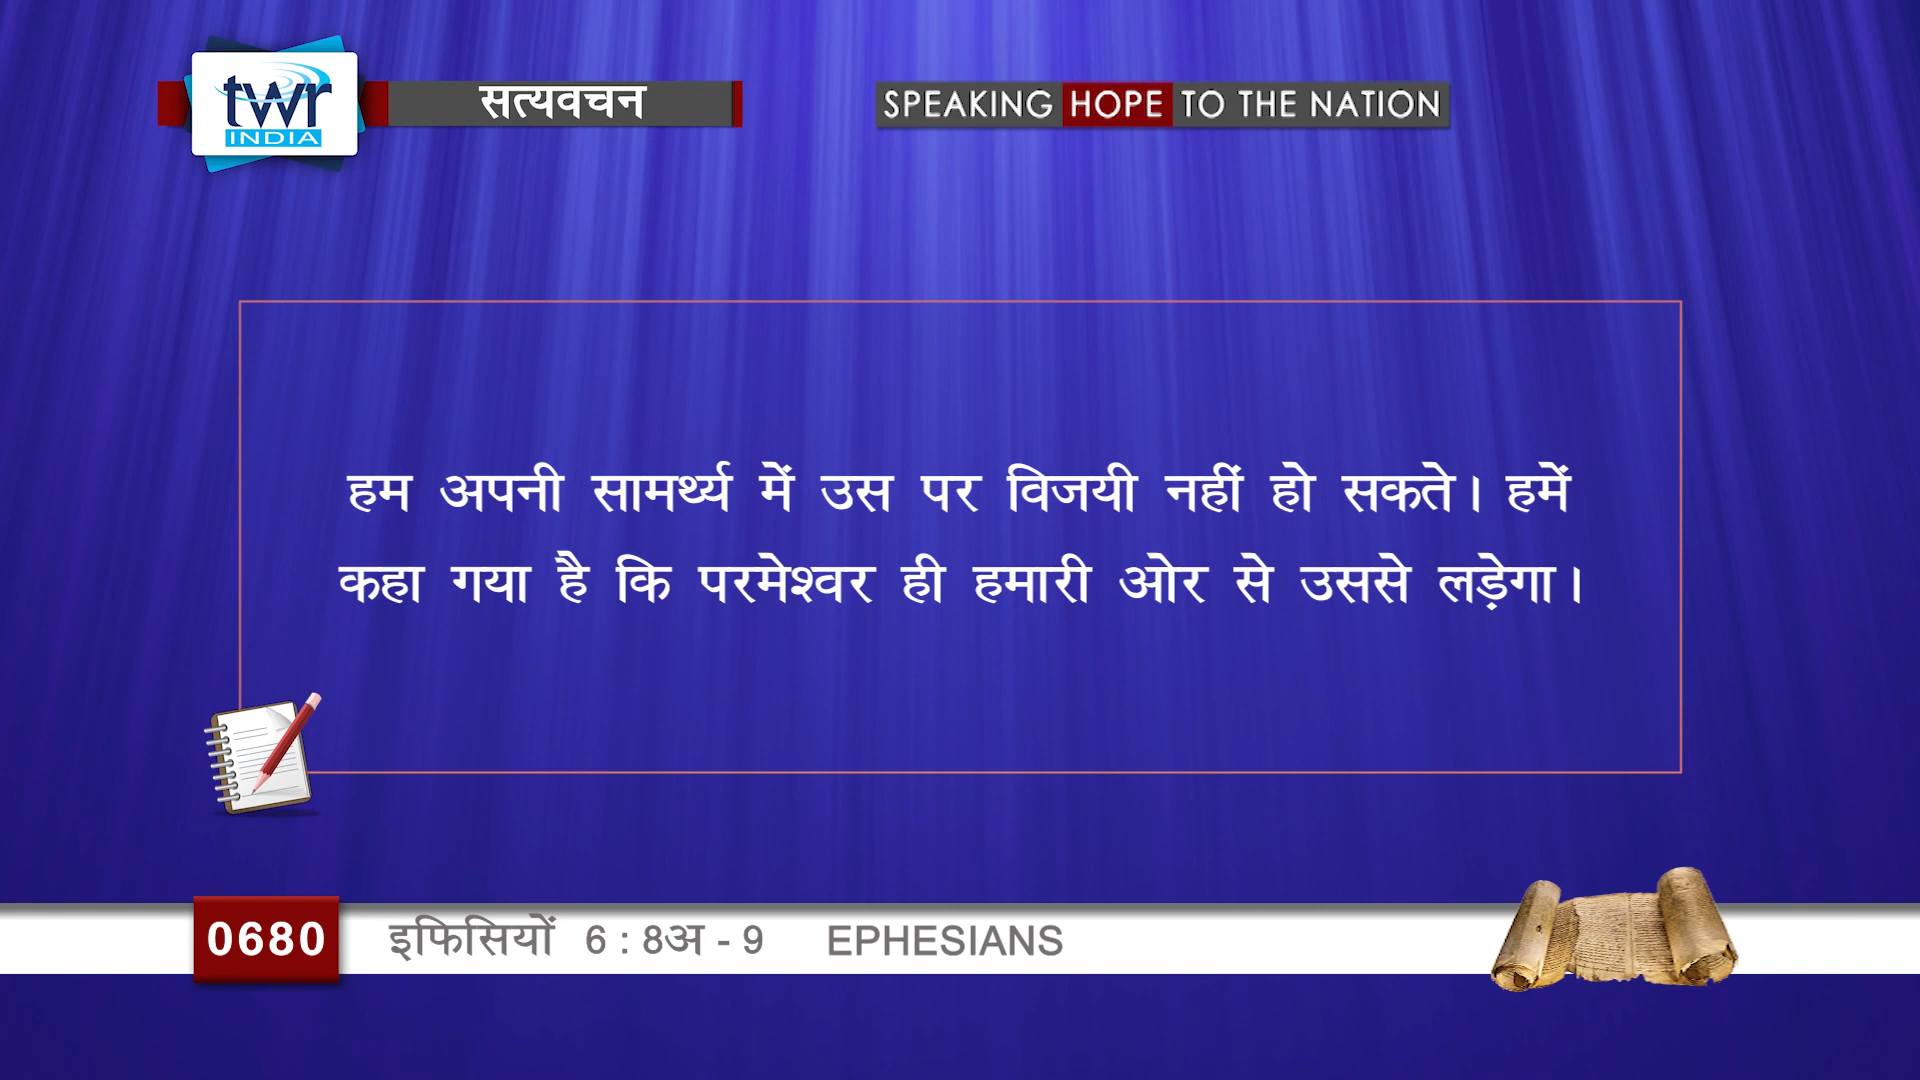 twr
INDIA
सत्यवचन
SPEAKING HOPE TO THE NATION
हम अपनी सामर्थ्य में उस पर विजयी नहीं हो सकते। हमें
कहा गया है कि परमेश्वर ही हमारी ओर से उससे लड़ेगा।
0680 इफिसियों 6 : 8अ - 9 EPHESIANS